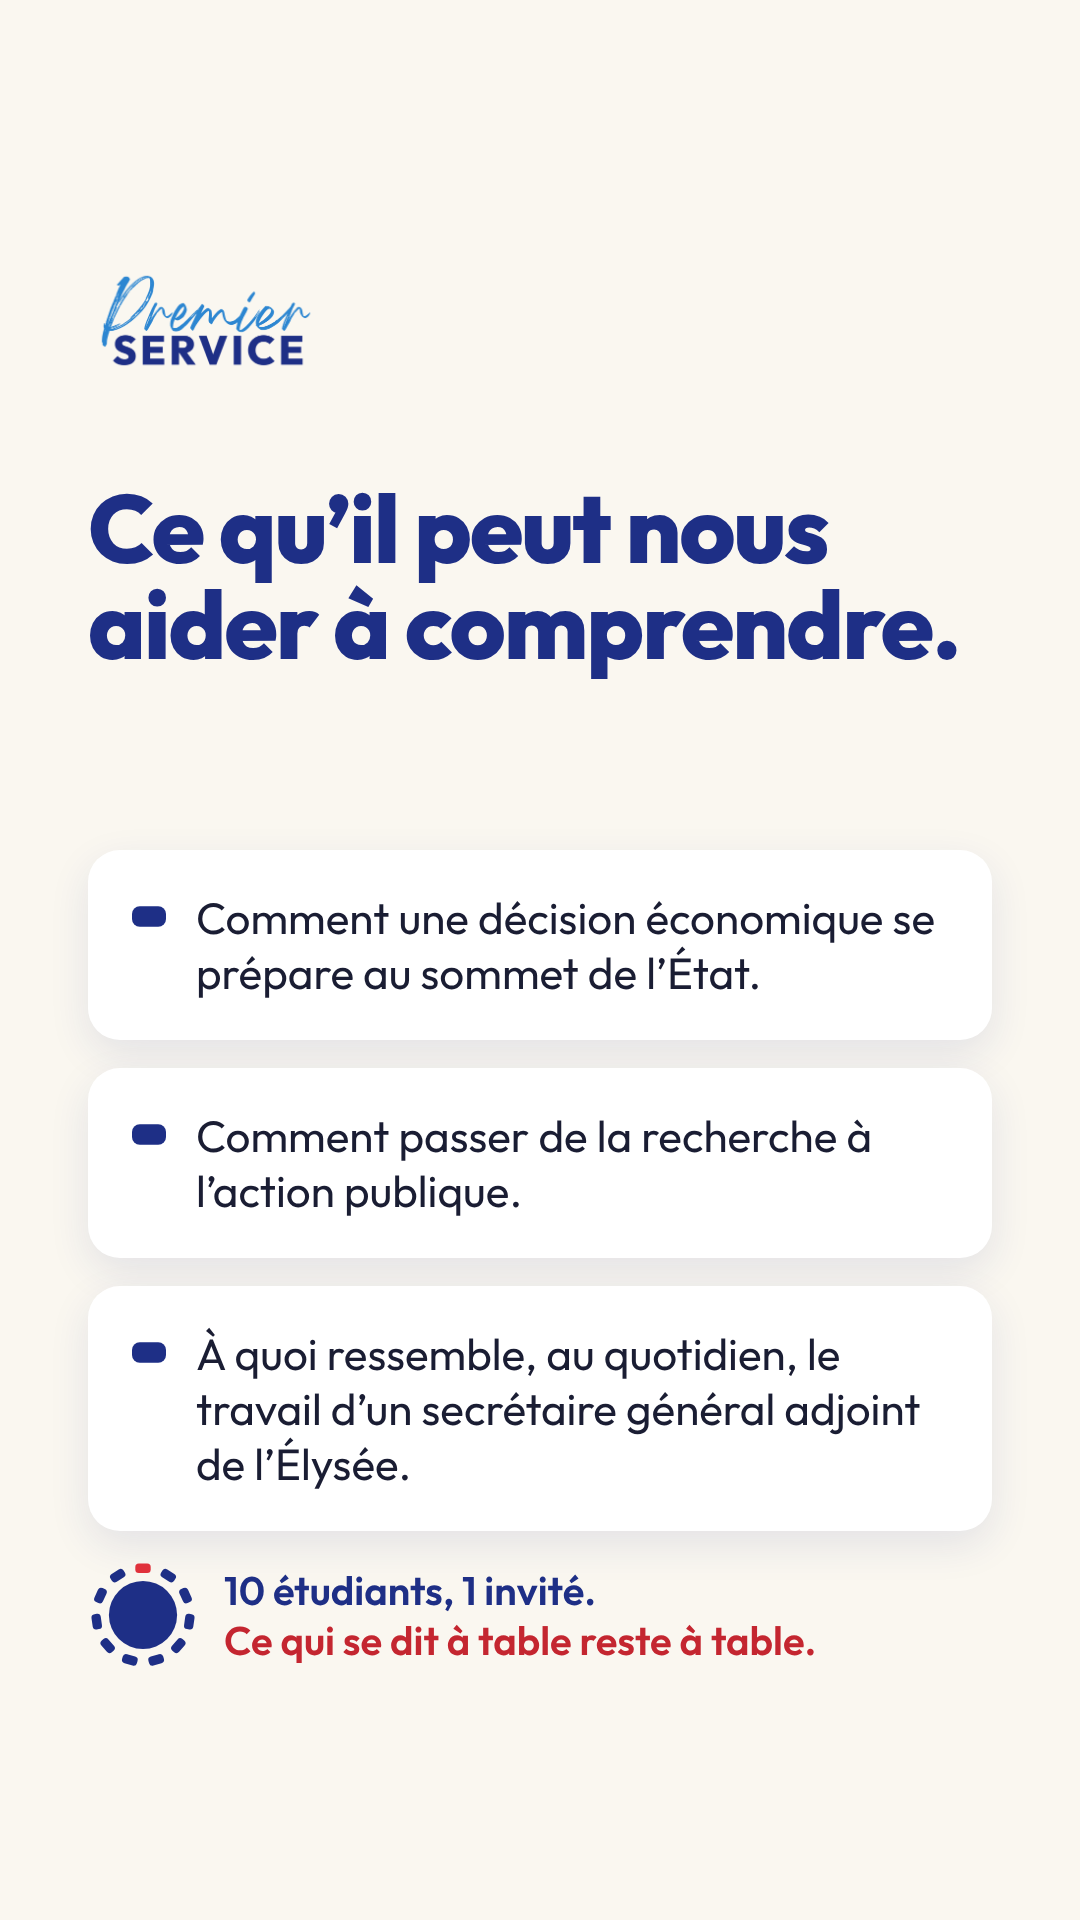 Premier
SERVICE
Ce qu’il peut nous
aider à comprendre.
Comment une décision économique se
prépare au sommet de l’État.
Comment passer de la recherche à
l’action publique.
À quoi ressemble, au quotidien, le
travail d’un secrétaire général adjoint
de l’Élysée.
10 étudiants, 1 invité.
Ce qui se dit à table reste à table.